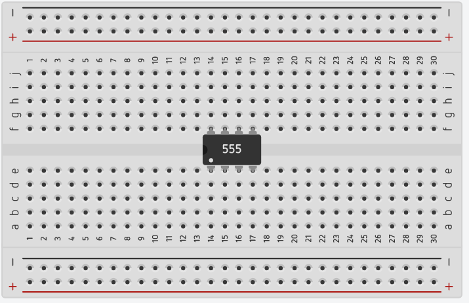 − −
+ +
1 2 3 4 5 6 7 8 9 10 11 12 13 14 15 16 17 18 19 20 21 22 23 24 25 26 27 28 29 30
j j
i i
h h
g g
f f
555
e e
d d
c c
b b
a a
1 2 3 4 5 6 7 8 9 10 11 12 13 14 15 16 17 18 19 20 21 22 23 24 25 26 27 28 29 30
− −
+ +